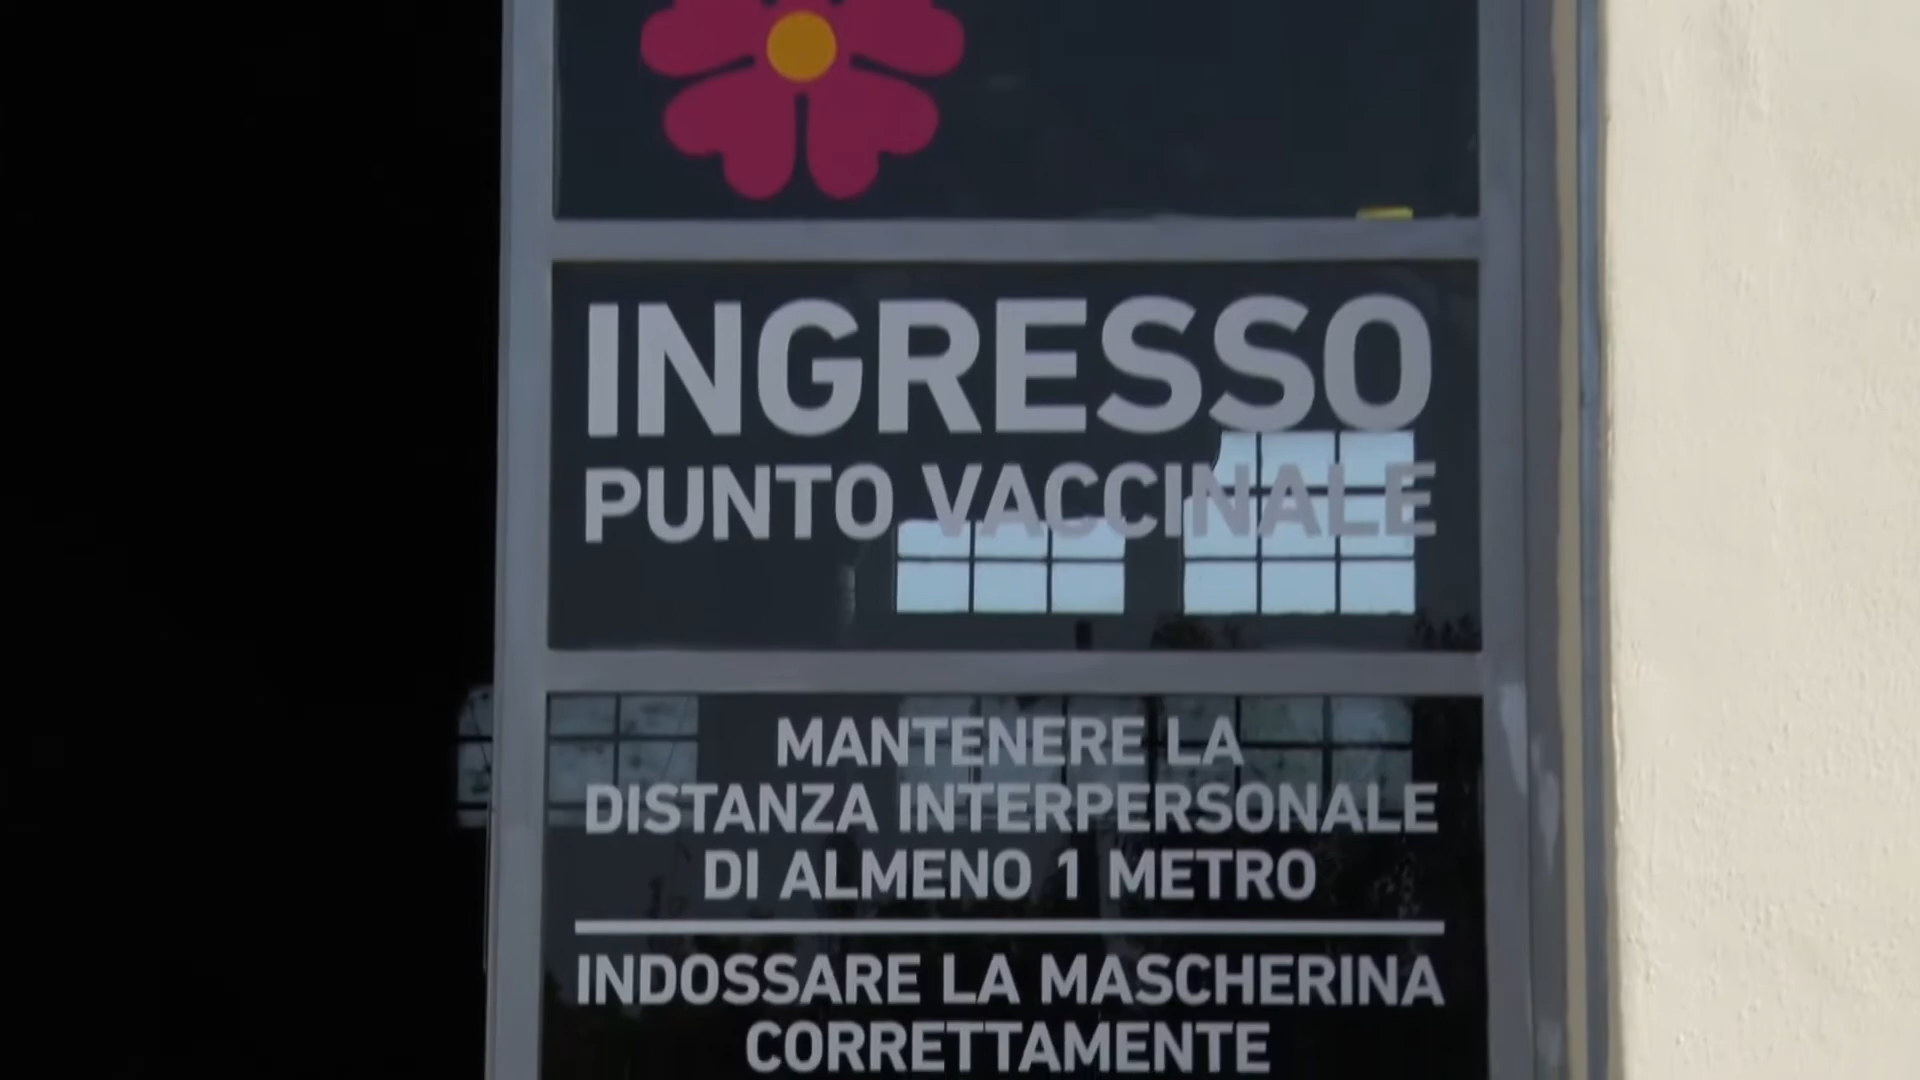 INGRESSO
PUNTO VACCINALE
MANTENERE LA
DISTANZA INTERPERSONALE
DI ALMENO 1 METRO
INDOSSARE LA MASCHERINA
CORRETTAMENTE